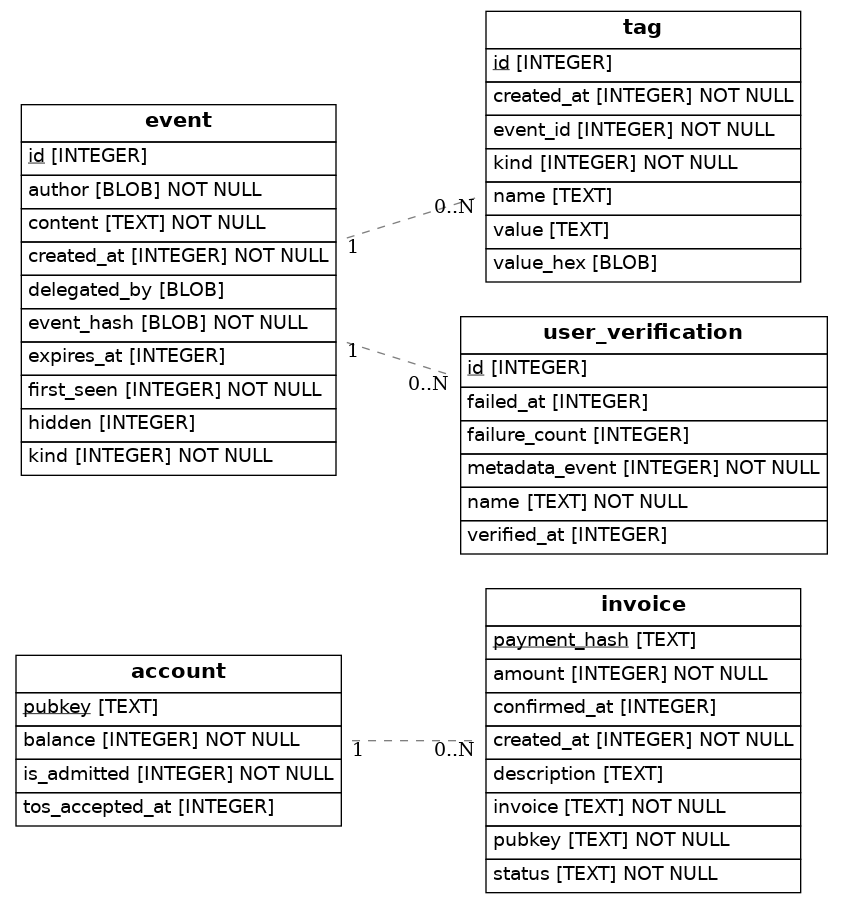 tag
id [INTEGER]
created_at [INTEGER] NOT NULL
event_id [INTEGER] NOT NULL
kind [INTEGER] NOT NULL
name [TEXT]
value [TEXT]
value_hex [BLOB]
event
id [INTEGER]
author [BLOB] NOT NULL
content [TEXT] NOT NULL
created_at [INTEGER] NOT NULL
delegated_by [BLOB]
event_hash [BLOB] NOT NULL
expires_at [INTEGER]
first_seen [INTEGER] NOT NULL
hidden [INTEGER]
kind [INTEGER] NOT NULL
0..N
1
1
0..N
user_verification
id [INTEGER]
failed_at [INTEGER]
failure_count [INTEGER]
metadata_event [INTEGER] NOT NULL
name [TEXT] NOT NULL
verified_at [INTEGER]
account
pubkey [TEXT]
balance [INTEGER] NOT NULL
is_admitted [INTEGER] NOT NULL
tos_accepted_at [INTEGER]
1
0..N
invoice
payment_hash [TEXT]
amount [INTEGER] NOT NULL
confirmed_at [INTEGER]
created_at [INTEGER] NOT NULL
description [TEXT]
invoice [TEXT] NOT NULL
pubkey [TEXT] NOT NULL
status [TEXT] NOT NULL